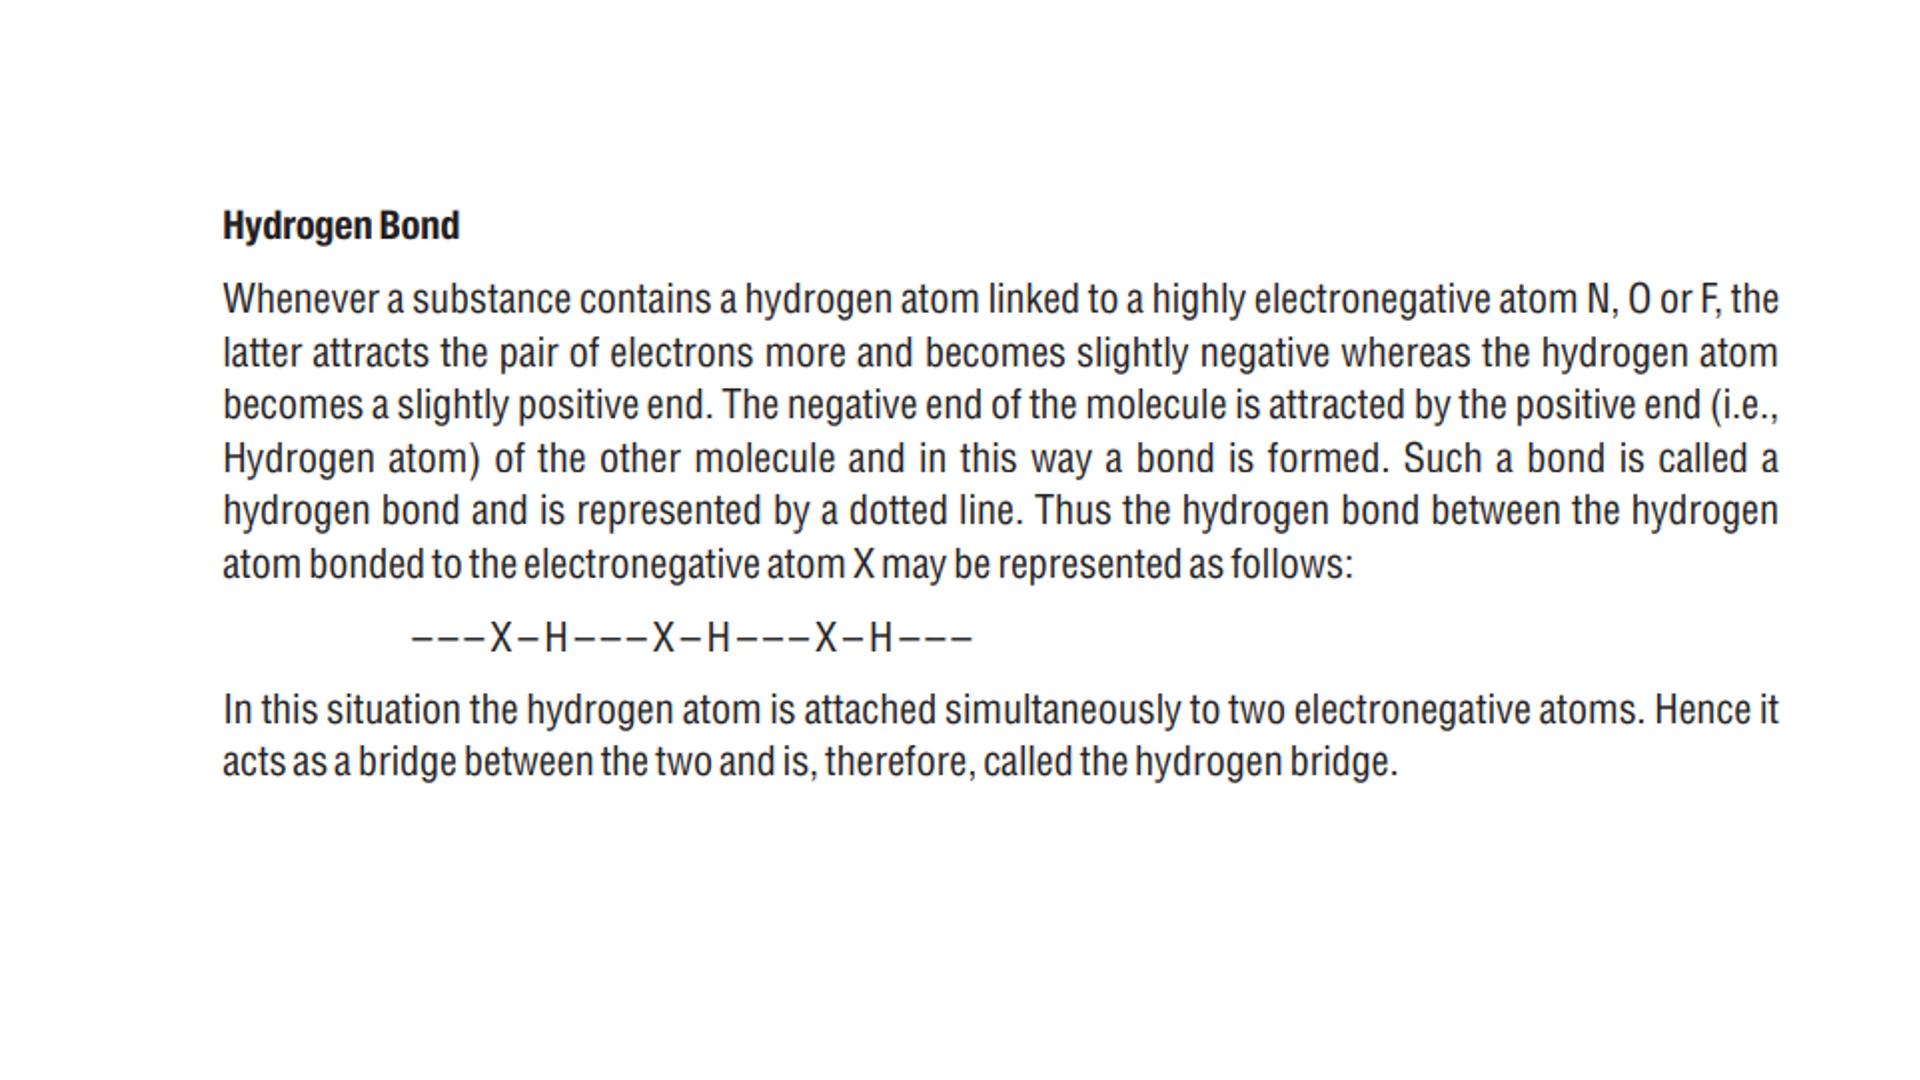 Hydrogen Bond
Whenever a substance contains a hydrogen atom linked to a highly electronegative atom N, O or F, the
latter attracts the pair of electrons more and becomes slightly negative whereas the hydrogen atom
becomes a slightly positive end. The negative end of the molecule is attracted by the positive end (i.e.,
Hydrogen atom) of the other molecule and in this way a bond is formed. Such a bond is called a
hydrogen bond and is represented by a dotted line. Thus the hydrogen bond between the hydrogen
atom bonded to the electronegative atom X may be represented as follows:
–––X–H–––X–H–––X–H–––
In this situation the hydrogen atom is attached simultaneously to two electronegative atoms. Hence it
acts as a bridge between the two and is, therefore, called the hydrogen bridge.